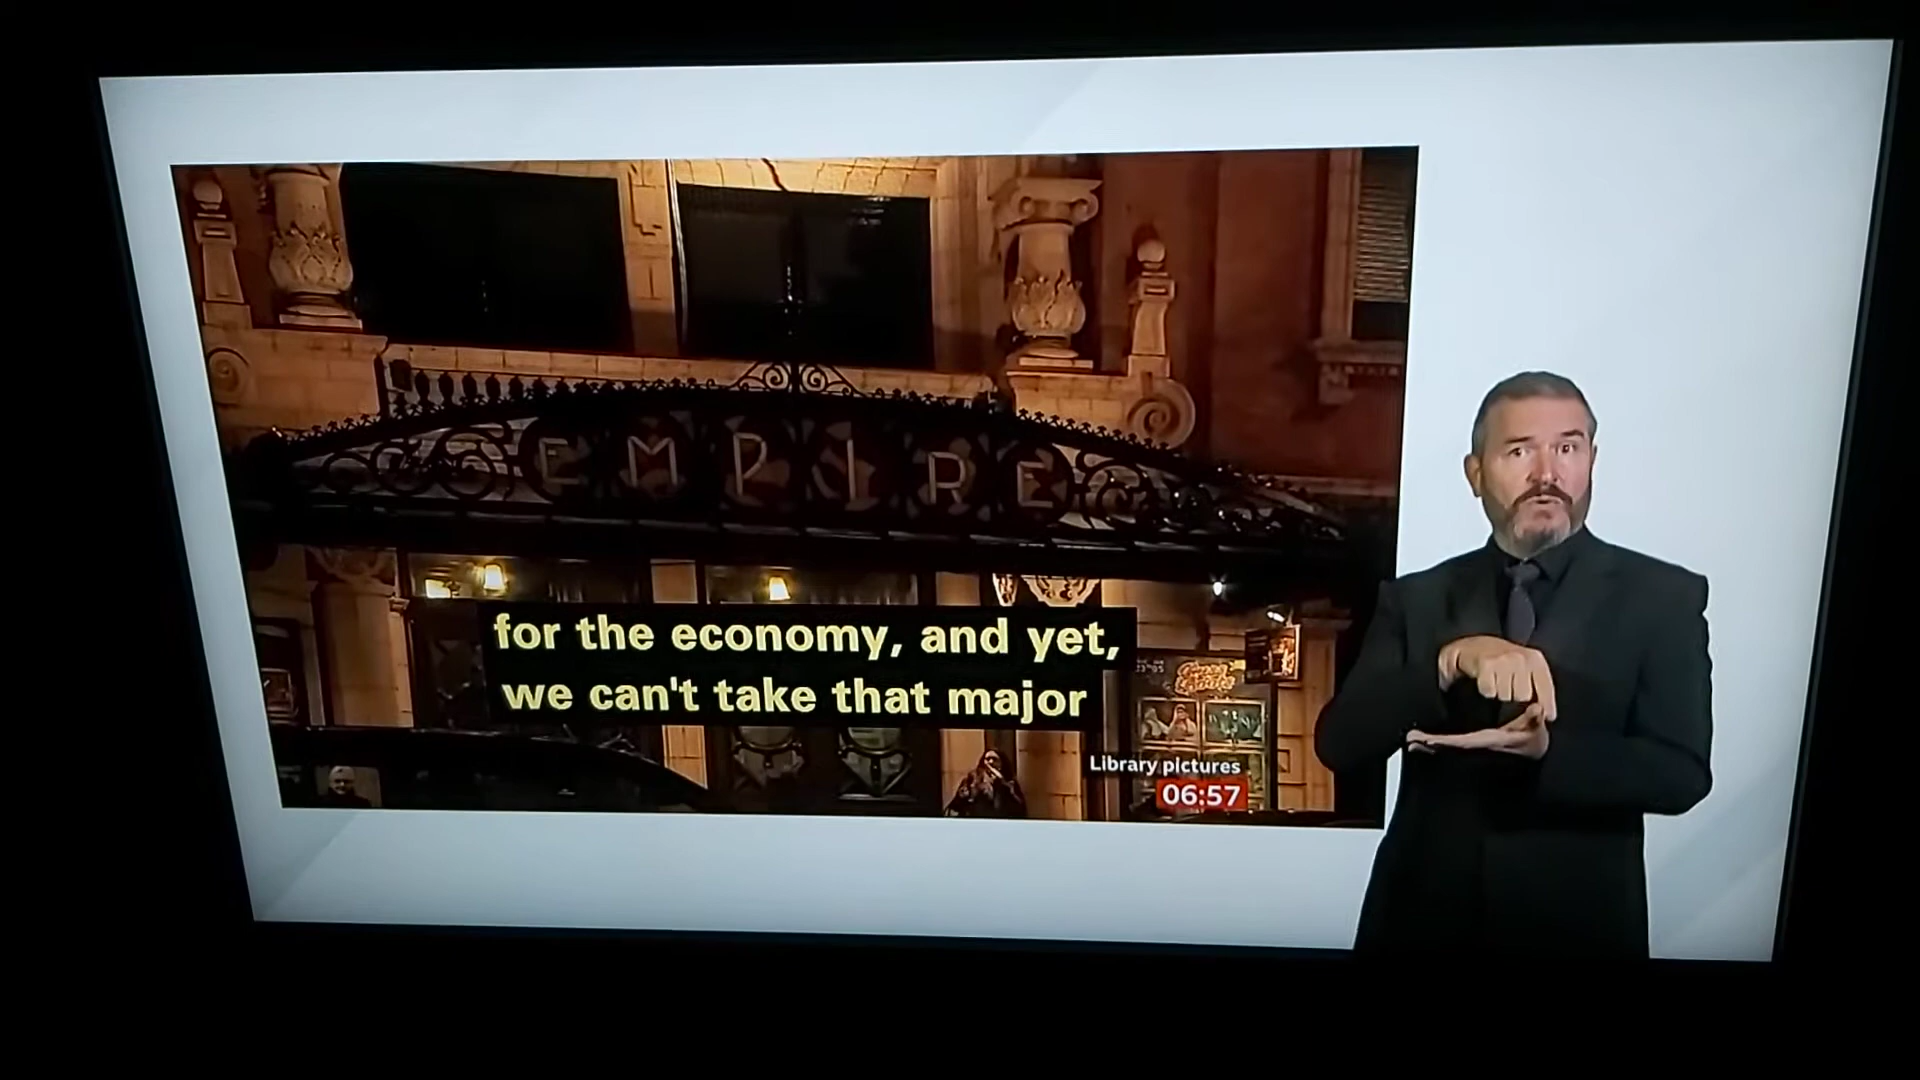 EMPIRE
for the economy, and yet,
we can't take that major
Library pictures
06:57